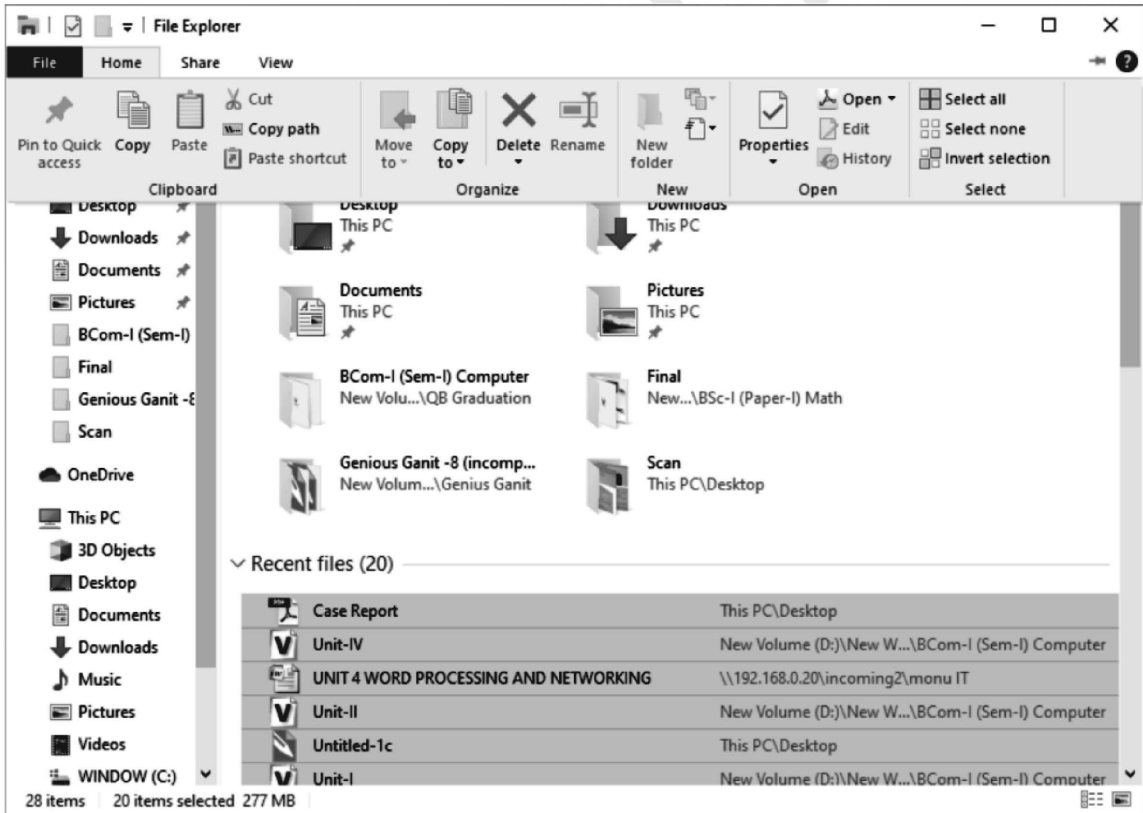 File Explorer
File Home Share View
Pin to Quick access
Copy
Paste
Cut
Copy path
Paste shortcut
Clipboard
Move to
Copy to
Delete
Rename
Organize
New folder
New
Properties
Open
Edit
History
Open
Select all
Select none
Invert selection
Select
Desktop
Downloads
Documents
Pictures
BCom-I (Sem-I)
Final
Genious Ganit -8
Scan
OneDrive
This PC
3D Objects
Desktop
Documents
Downloads
Music
Pictures
Videos
WINDOW (C:)
Desktop
This PC
Downloads
This PC
Documents
This PC
Pictures
This PC
BCom-I (Sem-I) Computer
New Volu...\QB Graduation
Final
New...\BSc-I (Paper-I) Math
Genious Ganit -8 (incomp...
New Volum...\Genius Ganit
Scan
This PC\Desktop
Recent files (20)
Case Report This PC\Desktop
Unit-IV New Volume (D:)\New W...\BCom-I (Sem-I) Computer
UNIT 4 WORD PROCESSING AND NETWORKING \\192.168.0.20\incoming2\monu IT
Unit-II New Volume (D:)\New W...\BCom-I (Sem-I) Computer
Untitled-1c This PC\Desktop
Unit-I New Volume (D:)\New W...\BCom-I (Sem-I) Computer
28 items 20 items selected 277 MB